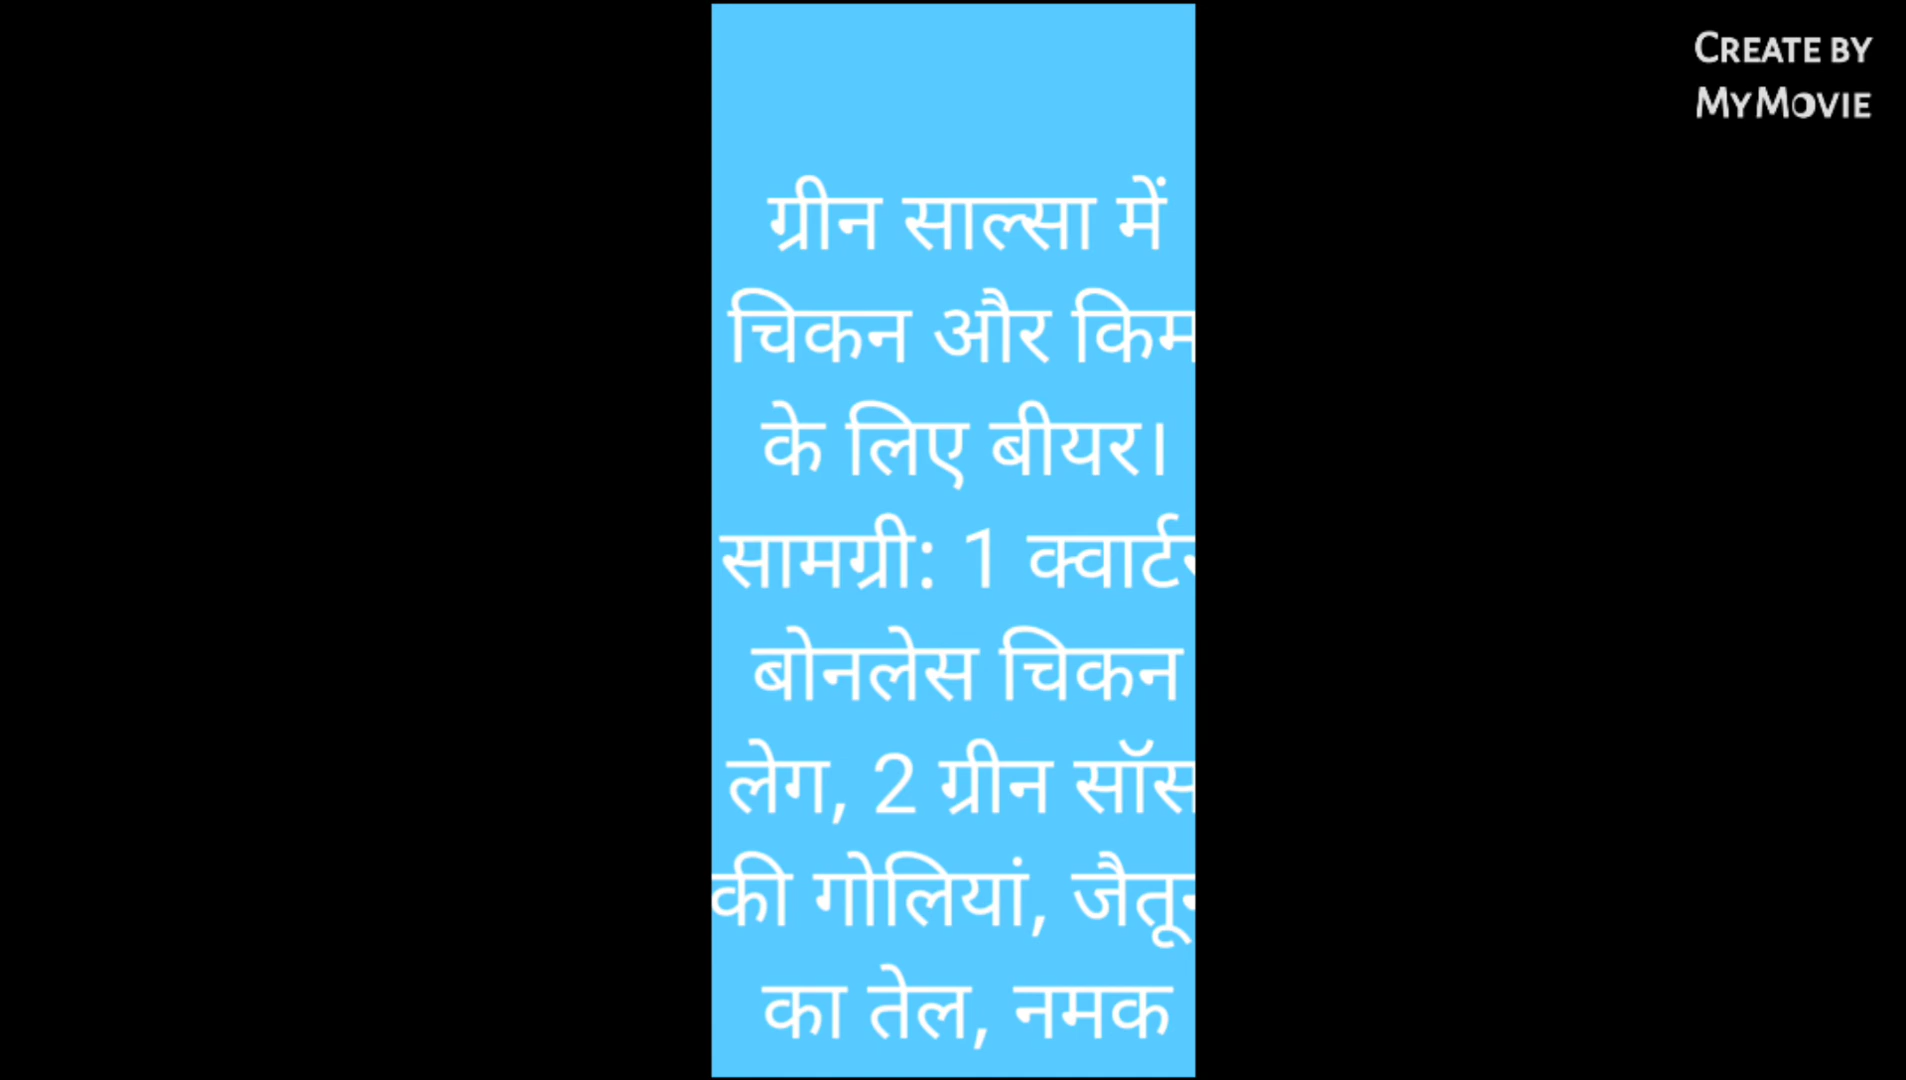 CREATE BY
MYMOVIE
ग्रीन साल्सा में
चिकन और
के लिए बीयर।
सामग्री: 1
बोनलेस चिकन
लेग, 2 ग्रीन सॉस
की गोलियां,
का तेल, नमक